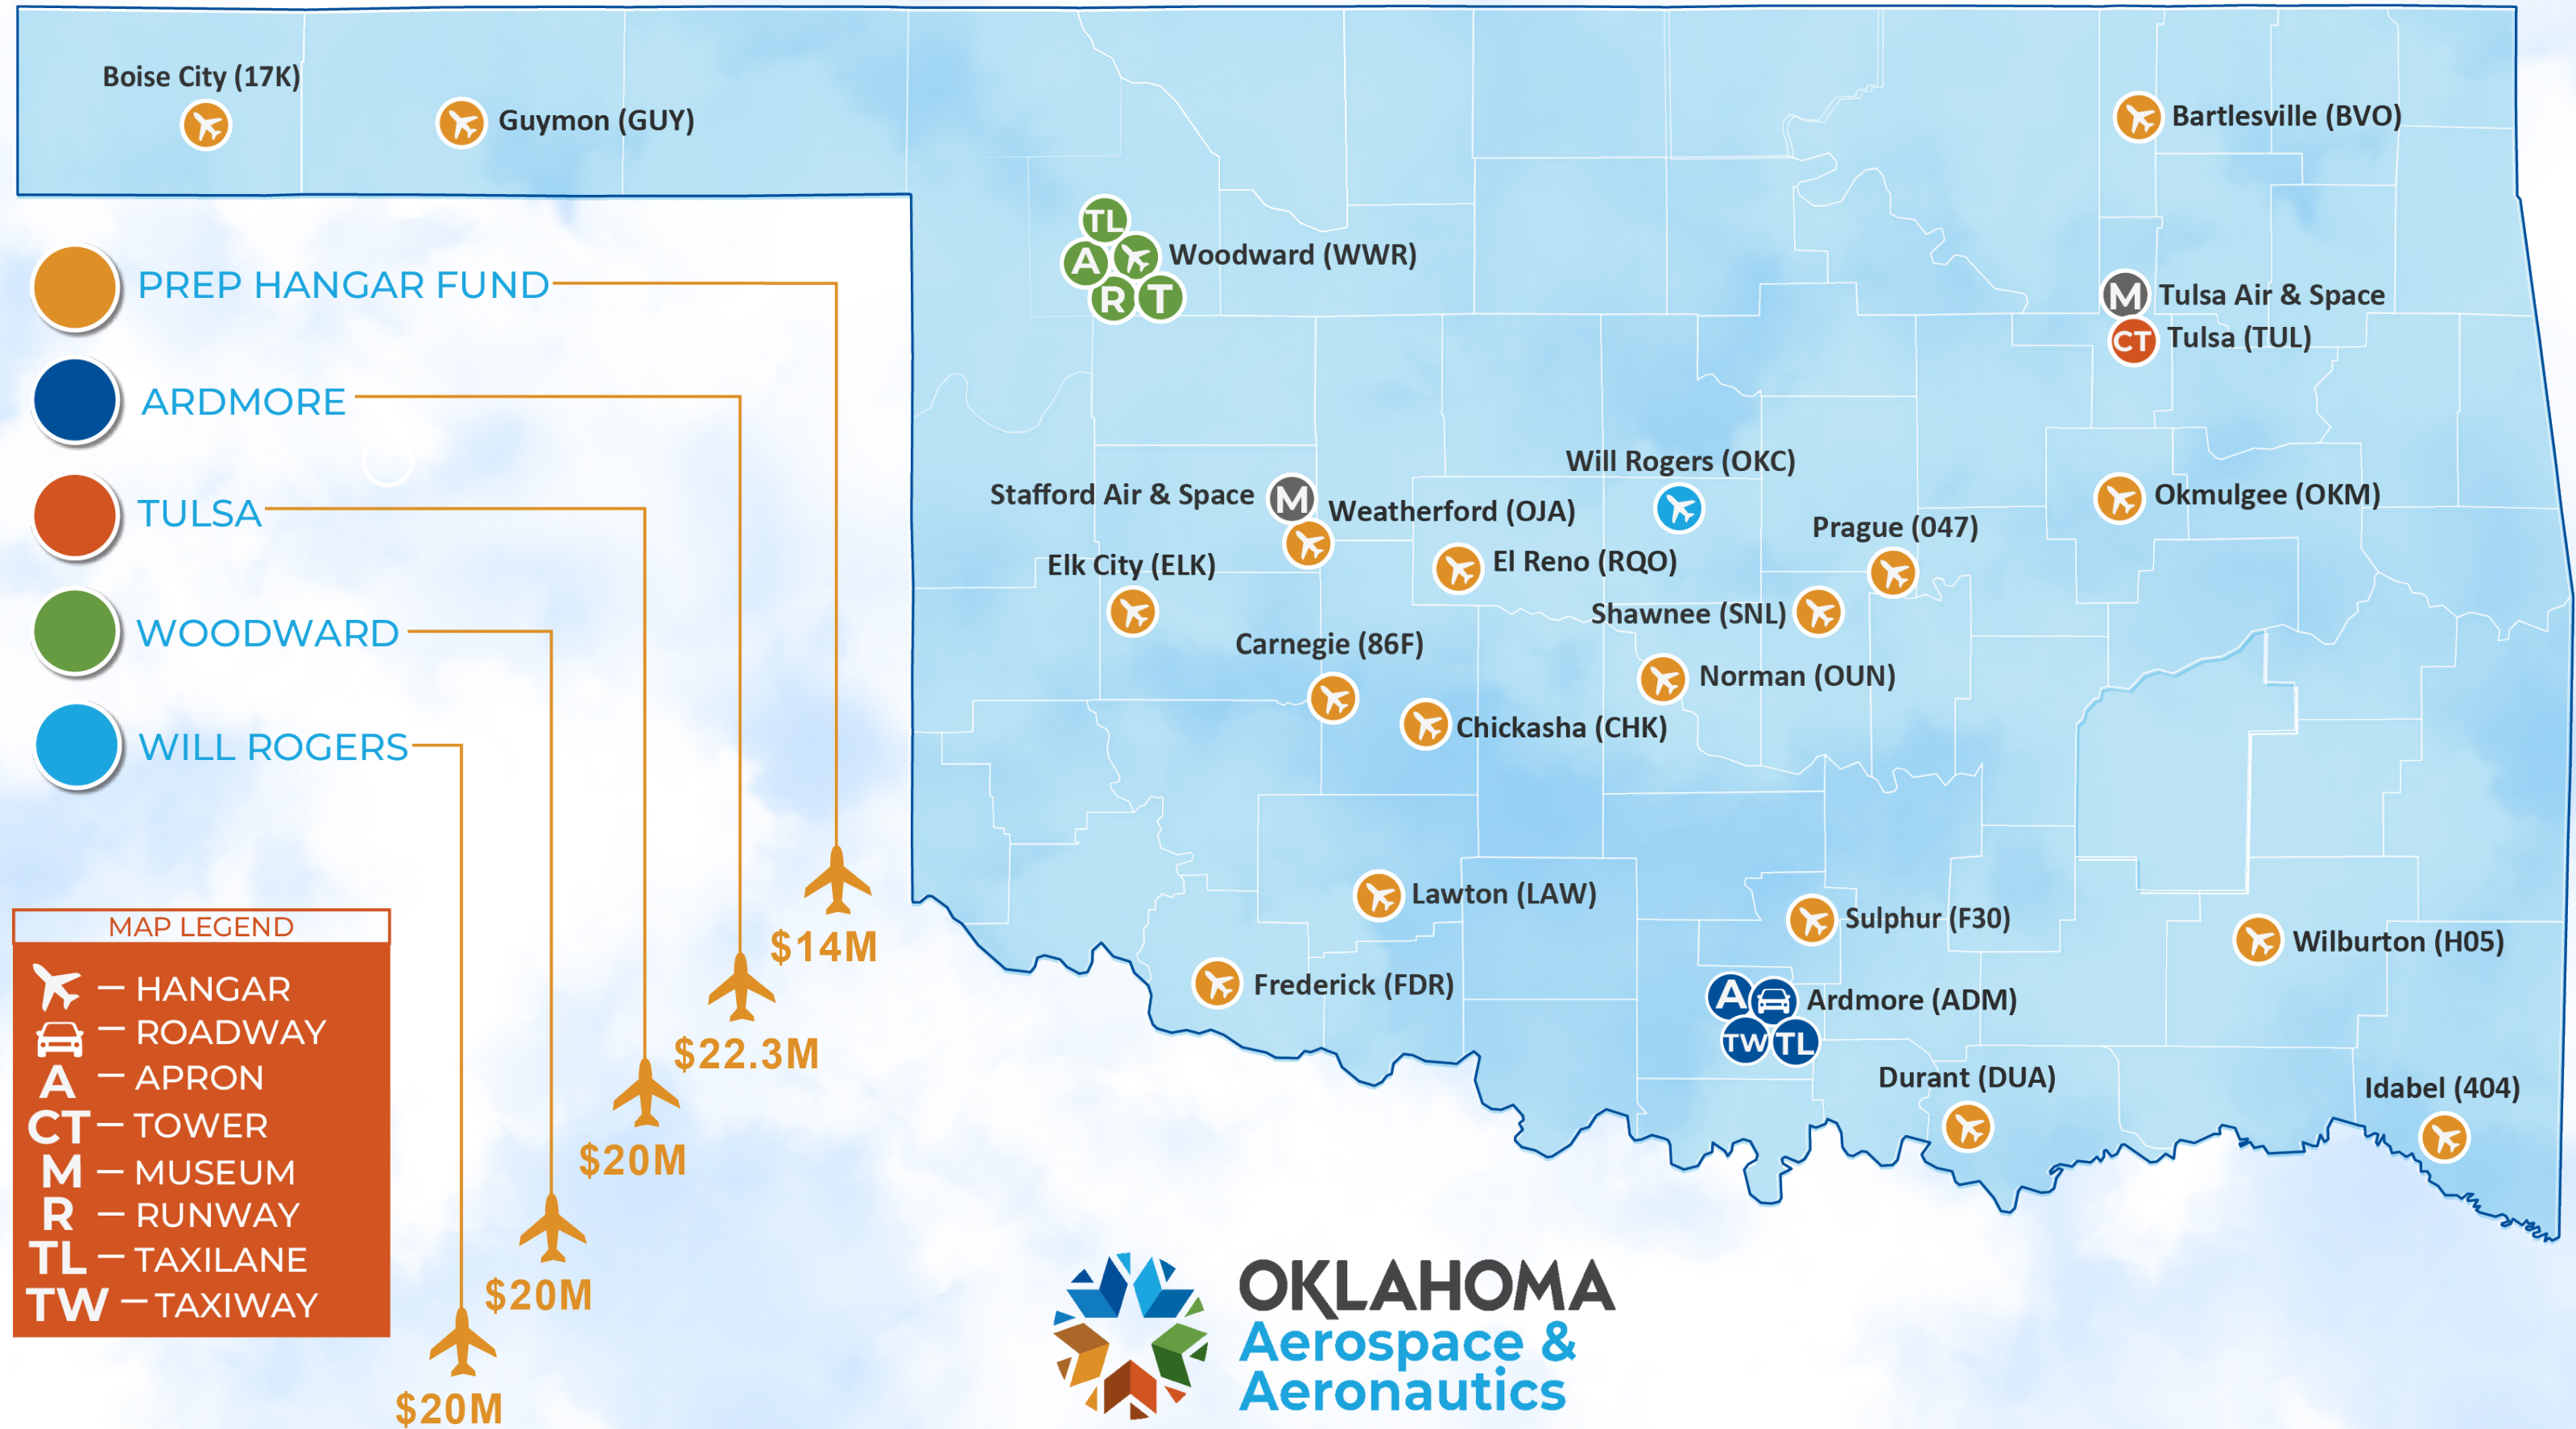 Boise City (17K)
Guymon (GUY)
Bartlesville (BVO)
TL
A
Woodward (WWR)
R T
M Tulsa Air & Space
CT Tulsa (TUL)
PREP HANGAR FUND
ARDMORE
TULSA
WOODWARD
WILL ROGERS
$14M
$22.3M
$20M
$20M
$20M
Will Rogers (OKC)
Stafford Air & Space M
Weatherford (OJA)
Okmulgee (OKM)
Prague (047)
El Reno (RQO)
Elk City (ELK)
Shawnee (SNL)
Carnegie (86F)
Norman (OUN)
Chickasha (CHK)
Lawton (LAW)
Sulphur (F30)
Wilburton (H05)
Frederick (FDR)
A Ardmore (ADM)
TW TL
Durant (DUA)
Idabel (404)
MAP LEGEND
– HANGAR
– ROADWAY
A – APRON
CT – TOWER
M – MUSEUM
R – RUNWAY
TL – TAXILANE
TW – TAXIWAY
OKLAHOMA
Aerospace &
Aeronautics